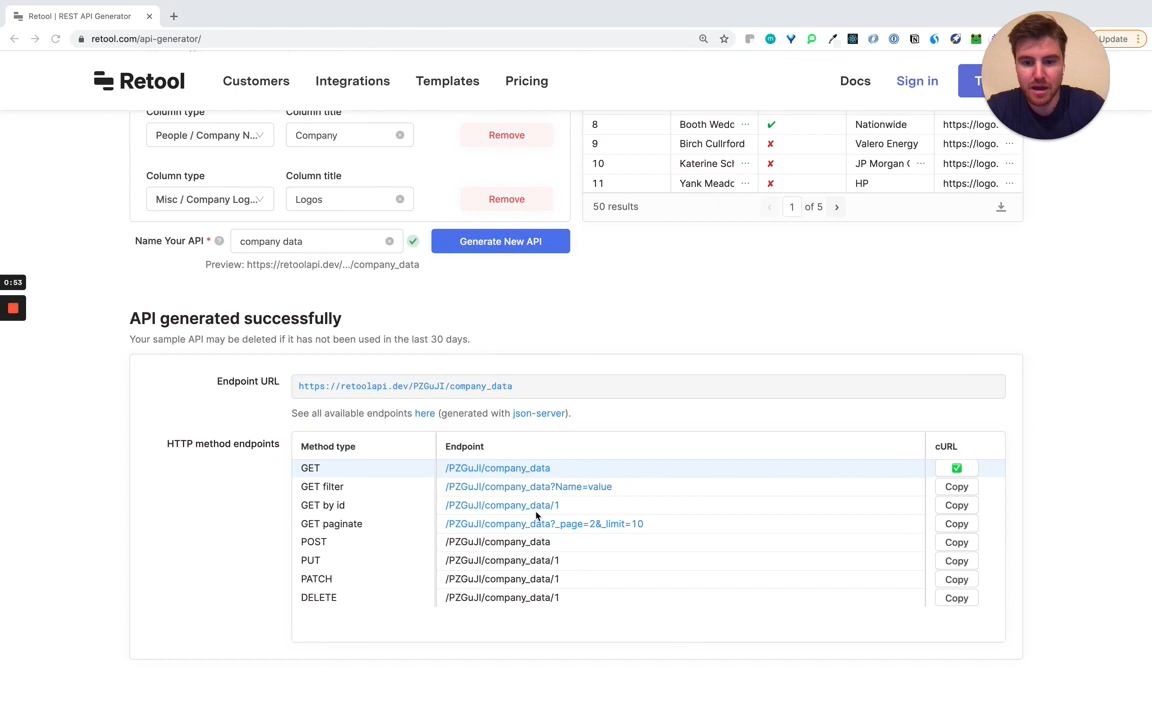 Retool | REST API Generator
retool.com/api-generator/
Update
Retool
Customers
Integrations
Templates
Pricing
Docs
Sign in
Column type
Column title
People / Company N...
Company
Remove
Column type
Column title
Misc / Company Log...
Logos
Remove
8 Booth Wedc ... Nationwide https://logo. ...
9 Birch Cullrford Valero Energy https://logo. ...
10 Katerine Sch ... JP Morgan ( ... https://logo. ...
11 Yank Meadc ... HP https://logo. ...
50 results
1 of 5
Name Your API * company data
Generate New API
Preview: https://retoolapi.dev/.../company_data
0:53
API generated successfully
Your sample API may be deleted if it has not been used in the last 30 days.
Endpoint URL
https://retoolapi.dev/PZGuJI/company_data
See all available endpoints here (generated with json-server).
HTTP method endpoints
Method type Endpoint cURL
GET /PZGuJI/company_data
GET filter /PZGuJI/company_data?Name=value Copy
GET by id /PZGuJI/company_data/1 Copy
GET paginate /PZGuJI/company_data?_page=2&_limit=10 Copy
POST /PZGuJI/company_data Copy
PUT /PZGuJI/company_data/1 Copy
PATCH /PZGuJI/company_data/1 Copy
DELETE /PZGuJI/company_data/1 Copy